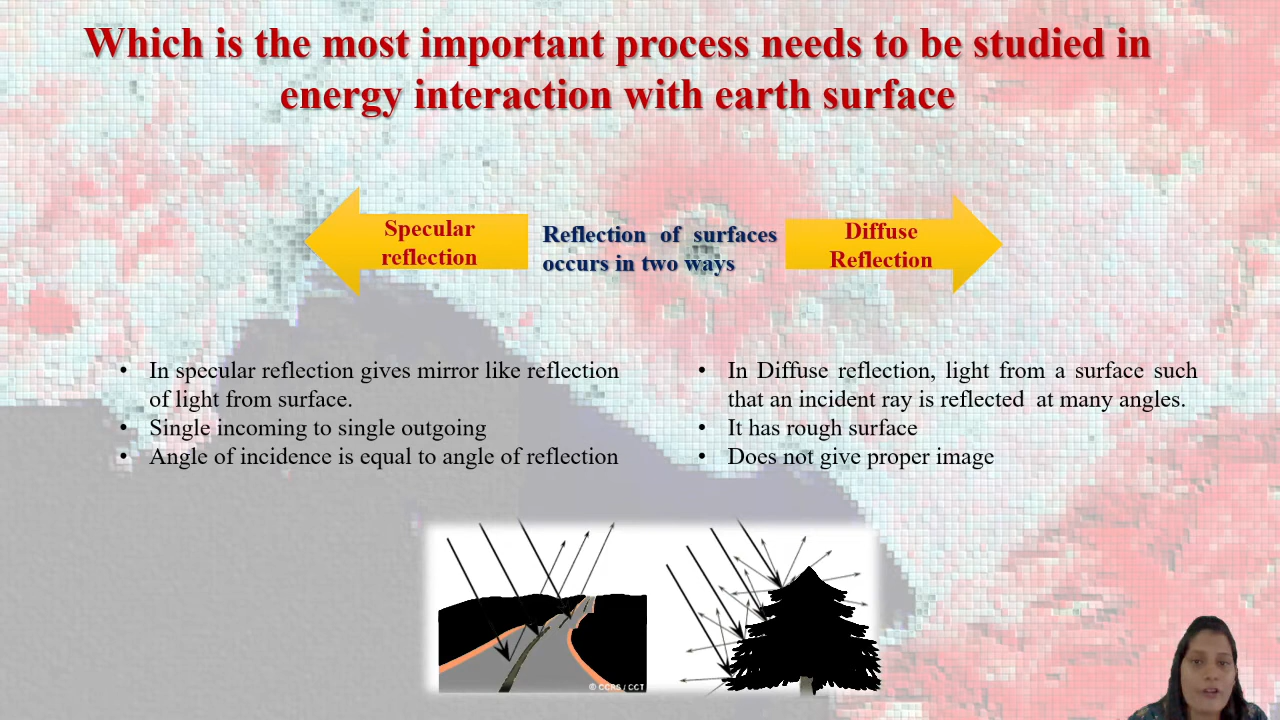 Which is the most important process needs to be studied in
energy interaction with earth surface
Specular
reflection
Reflection of surfaces
occurs in two ways
Diffuse
Reflection
• In specular reflection gives mirror like reflection
of light from surface.
• Single incoming to single outgoing
• Angle of incidence is equal to angle of reflection
• In Diffuse reflection, light from a surface such
that an incident ray is reflected at many angles.
• It has rough surface
• Does not give proper image
© CCRS / CCT